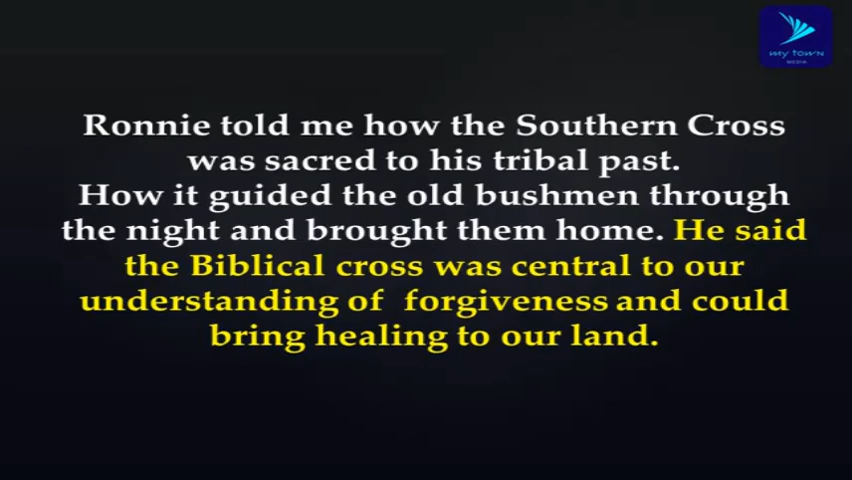 my town
MEDIA
Ronnie told me how the Southern Cross
was sacred to his tribal past.
How it guided the old bushmen through
the night and brought them home. He said
the Biblical cross was central to our
understanding of forgiveness and could
bring healing to our land.